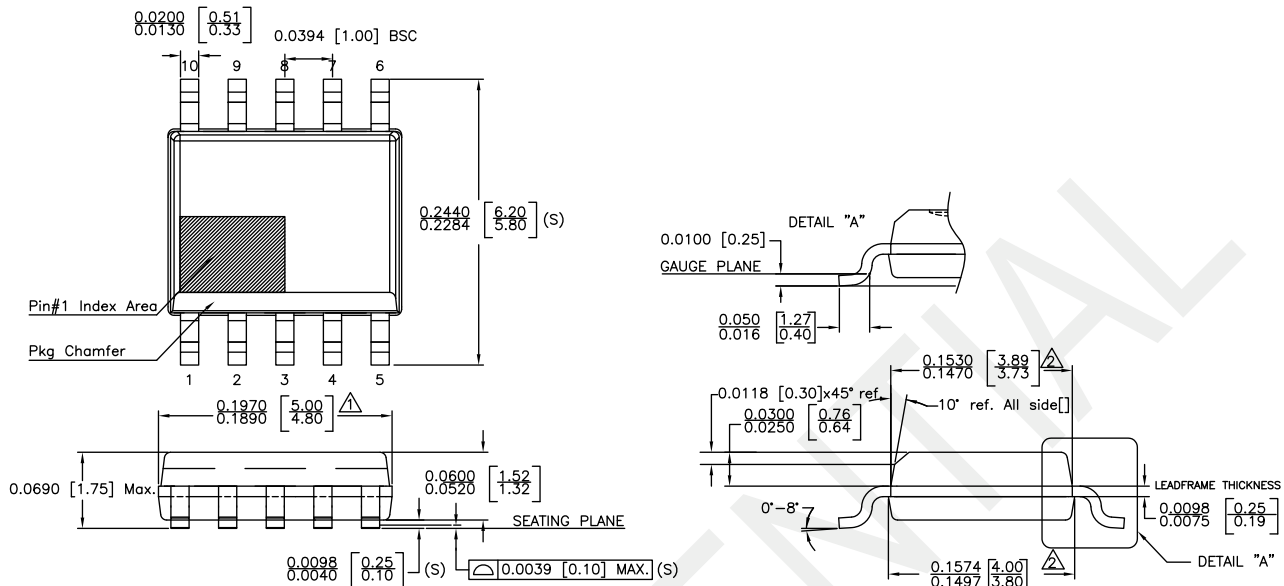 0.0200 [0.51]
0.0130 [0.33]
0.0394 [1.00] BSC
10 9 8 7 6
0.2440 [6.20] (S)
0.2284 [5.80]
Pin#1 Index Area
Pkg Chamfer
1 2 3 4 5
0.1970 [5.00] 1
0.1890 [4.80]
0.0690 [1.75] Max.
0.0600 [1.52]
0.0520 [1.32]
SEATING PLANE
0.0098 [0.25] (S)
0.0040 [0.10]
0.0039 [0.10] MAX. (S)
DETAIL "A"
0.0100 [0.25]
GAUGE PLANE
0.050 [1.27]
0.016 [0.40]
0.1530 [3.89] 2
0.1470 [3.73]
0.0118 [0.30]x45° ref.
10° ref. All side[]
0.0300 [0.76]
0.0250 [0.64]
0°-8°
LEADFRAME THICKNESS
0.0098 [0.25]
0.0075 [0.19]
DETAIL "A"
0.1574 [4.00] 2
0.1497 [3.80]
NTIAL